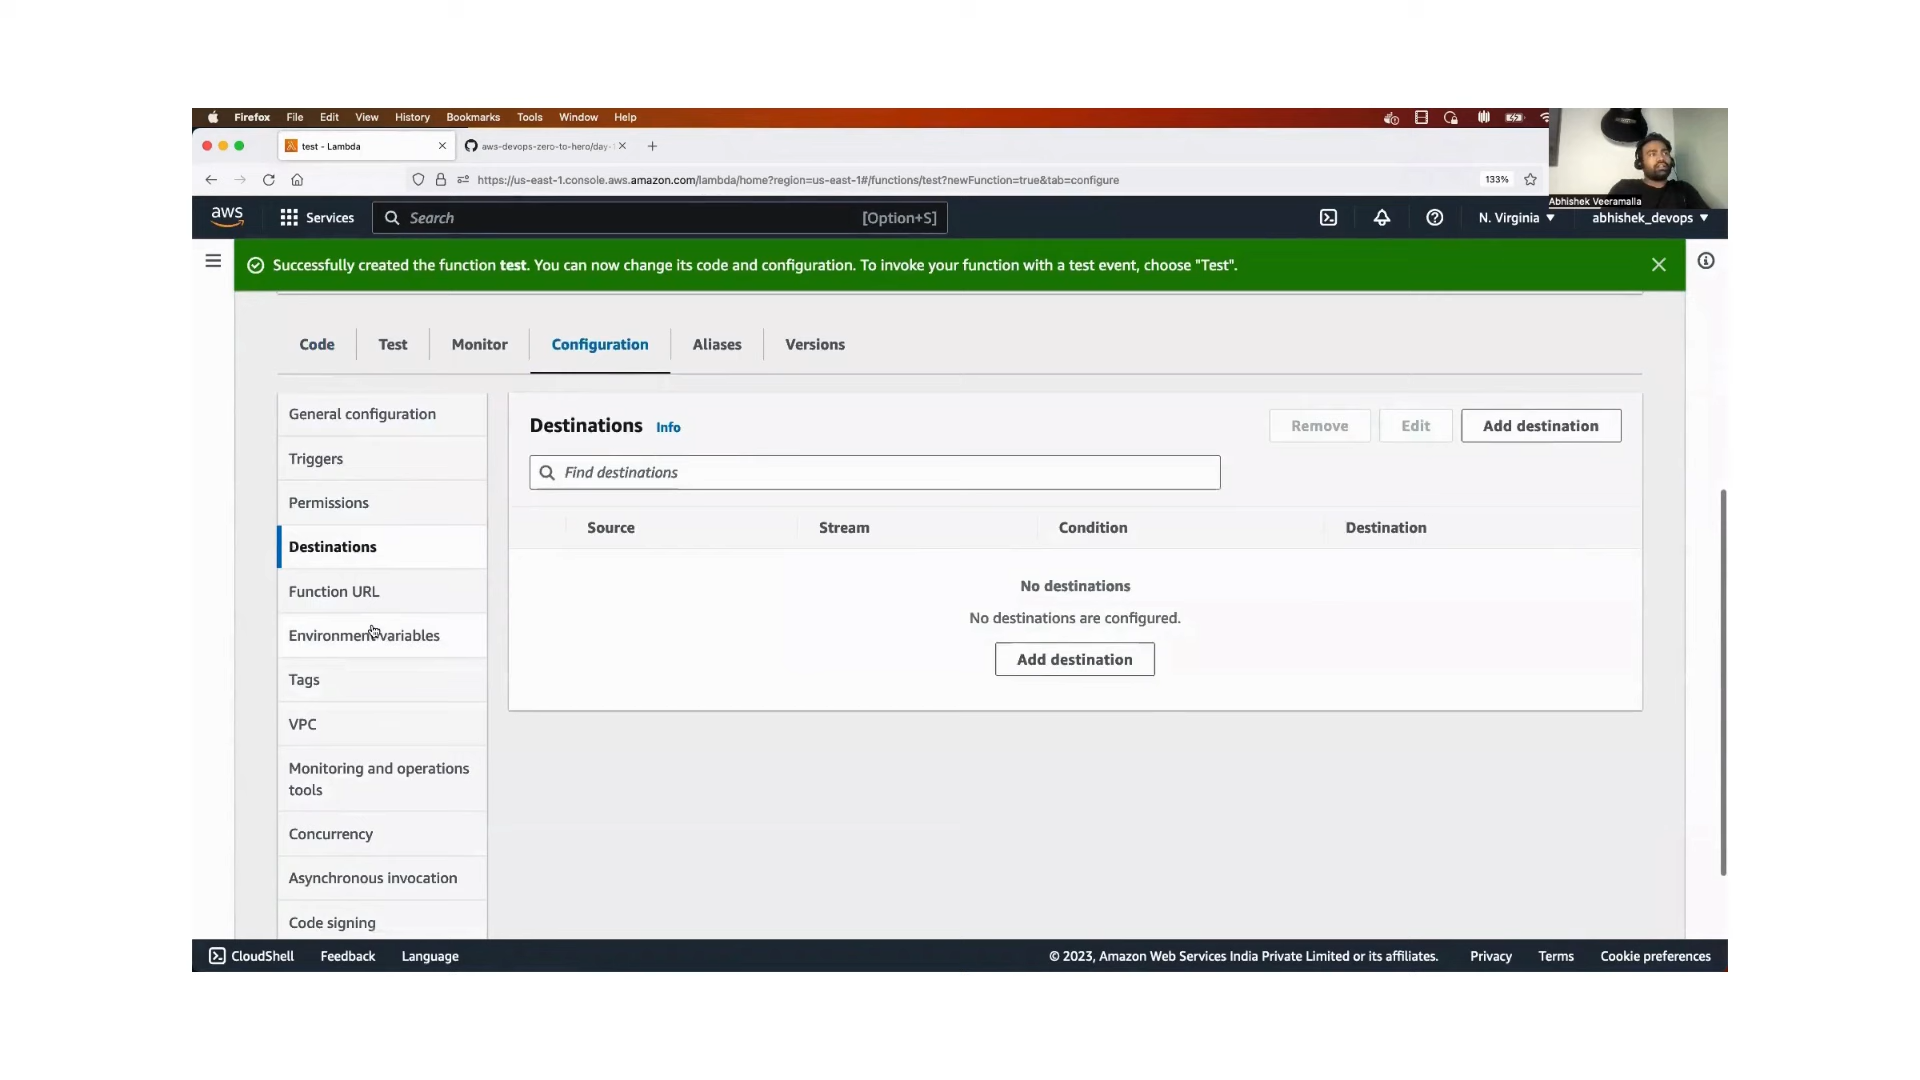 Firefox File Edit View History Bookmarks Tools Window Help
test - Lambda
aws-devops-zero-to-hero/day-
https://us-east-1.console.aws.amazon.com/lambda/home?region=us-east-1#/functions/test?newFunction=true&tab=configure
133%
Abhishek Veeramalla
aws
Services
Search
[Option+S]
N. Virginia
abhishek_devops
Successfully created the function test. You can now change its code and configuration. To invoke your function with a test event, choose "Test".
Code Test Monitor Configuration Aliases Versions
General configuration
Triggers
Permissions
Destinations
Function URL
Environment variables
Tags
VPC
Monitoring and operations
tools
Concurrency
Asynchronous invocation
Code signing
Destinations Info
Remove Edit Add destination
Find destinations
Source Stream Condition Destination
No destinations
No destinations are configured.
Add destination
CloudShell Feedback Language
© 2023, Amazon Web Services India Private Limited or its affiliates. Privacy Terms Cookie preferences